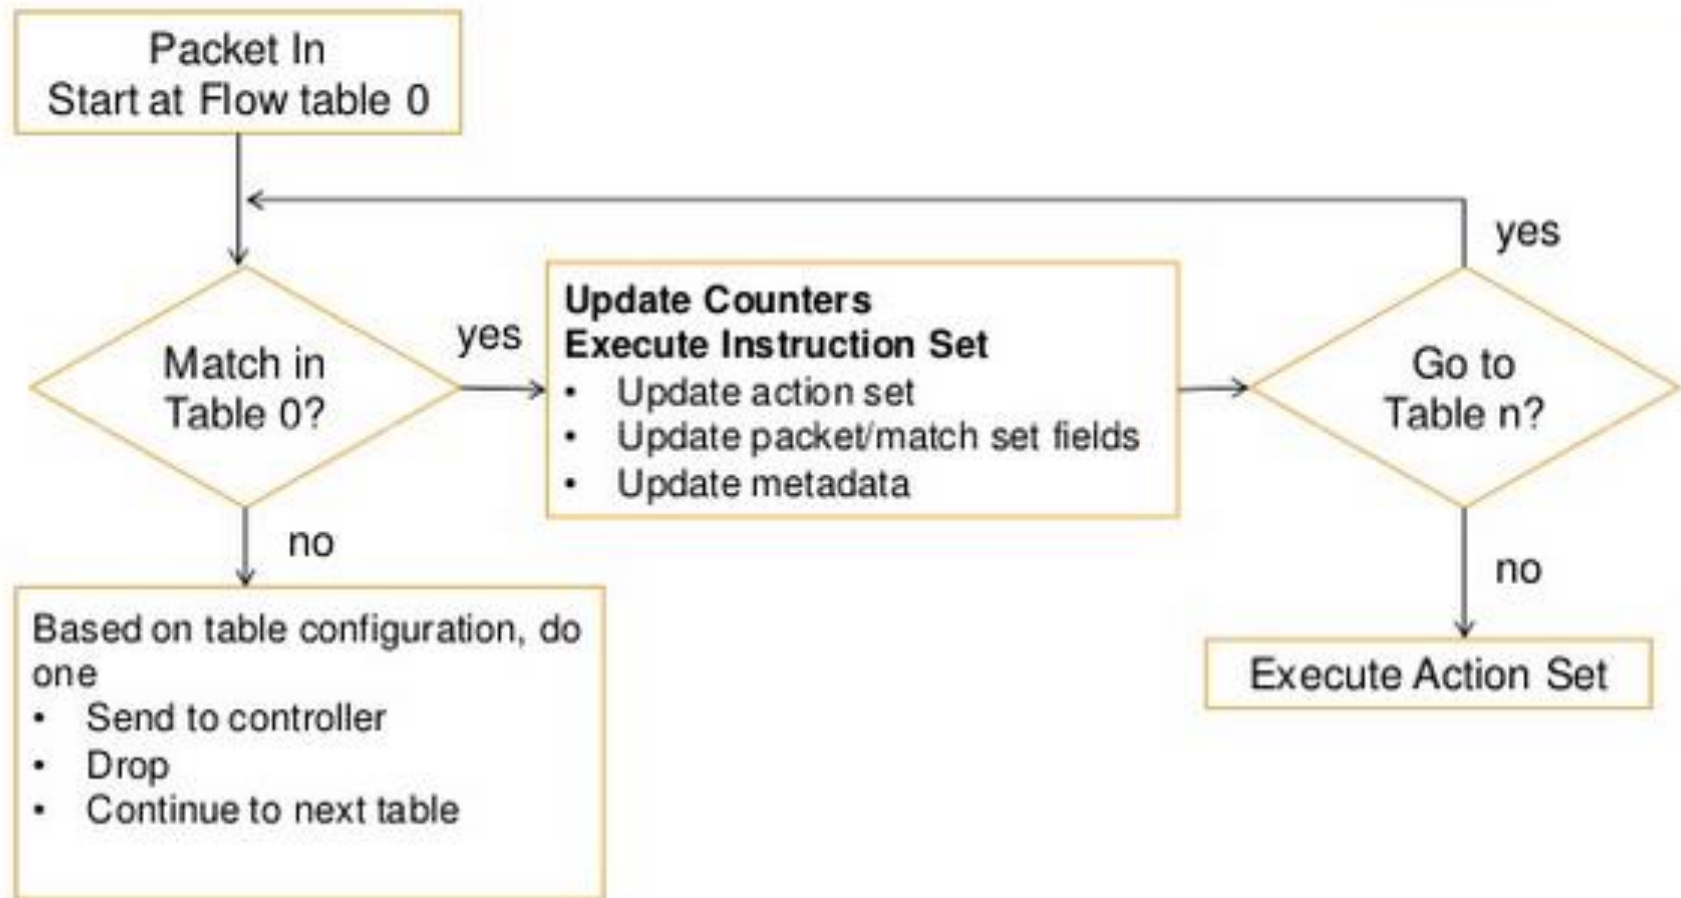 Packet In
Start at Flow table 0
yes
Match in
Table 0?
yes
Update Counters
Execute Instruction Set
• Update action set
• Update packet/match set fields
• Update metadata
Go to
Table n?
no
no
Based on table configuration, do
one
• Send to controller
• Drop
• Continue to next table
Execute Action Set